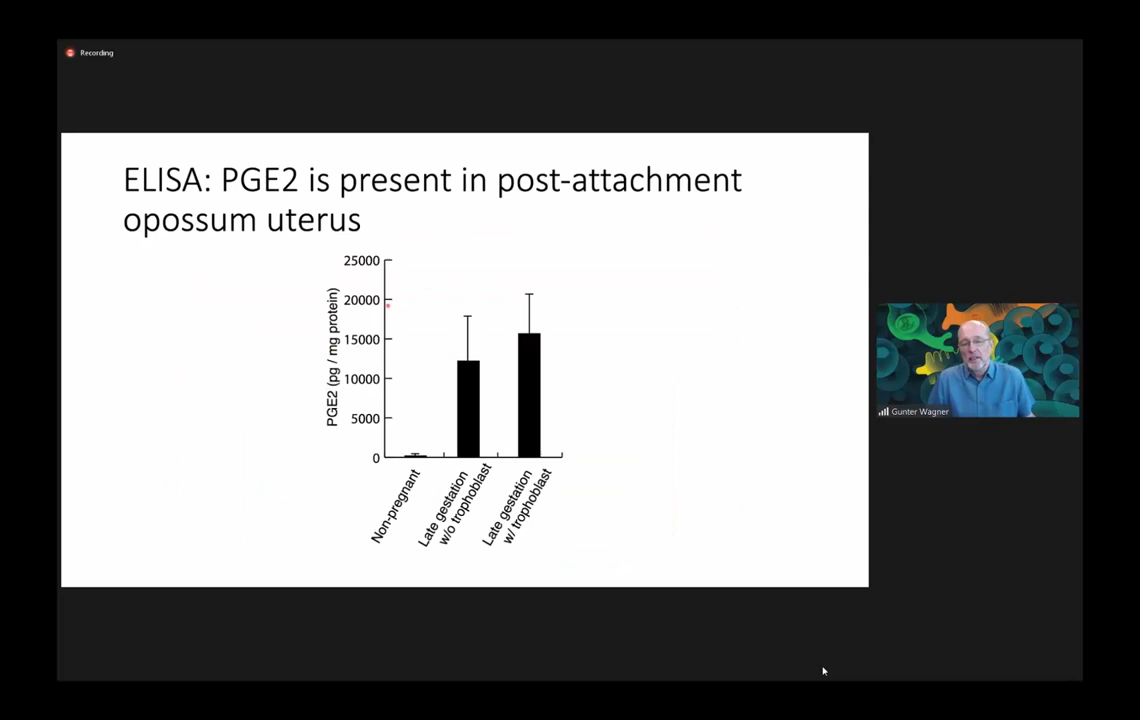 Recording
ELISA: PGE2 is present in post-attachment
opossum uterus
PGE2 (pg / mg protein)
25000
20000
15000
10000
5000
0
Non-pregnant
Late gestation
w/o trophoblast
Late gestation
w/ trophoblast
Gunter Wagner